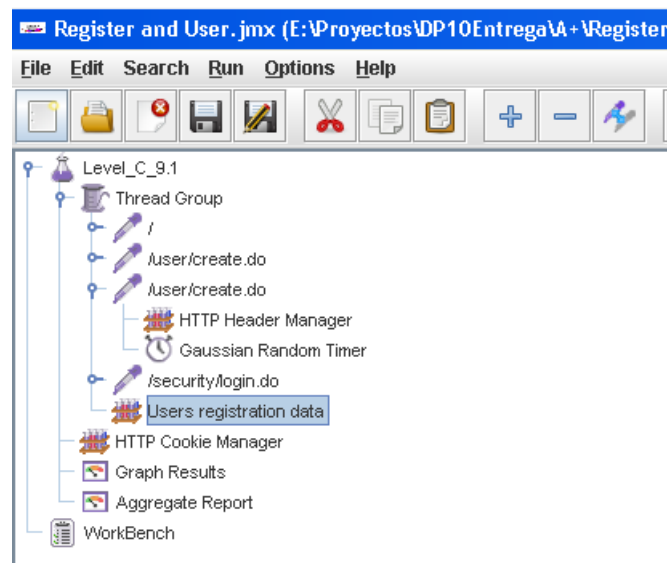 Register and User.jmx (E:\Proyectos\DP10Entrega\A+\Register
File Edit Search Run Options Help
Level_C_9.1
Thread Group
/
/user/create.do
/user/create.do
HTTP Header Manager
Gaussian Random Timer
/security/login.do
Users registration data
HTTP Cookie Manager
Graph Results
Aggregate Report
WorkBench